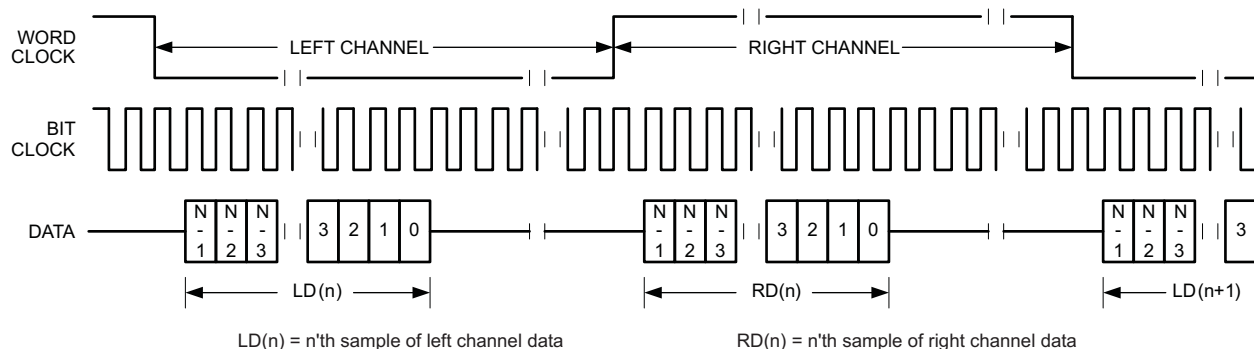 WORD
CLOCK
LEFT CHANNEL
RIGHT CHANNEL
BIT
CLOCK
DATA
N
-
1
N
-
2
N
-
3
3 2 1 0
N
-
1
N
-
2
N
-
3
3 2 1 0
N
-
1
N
-
2
N
-
3
3
LD(n)
RD(n)
LD(n+1)
LD(n) = n'th sample of left channel data
RD(n) = n'th sample of right channel data